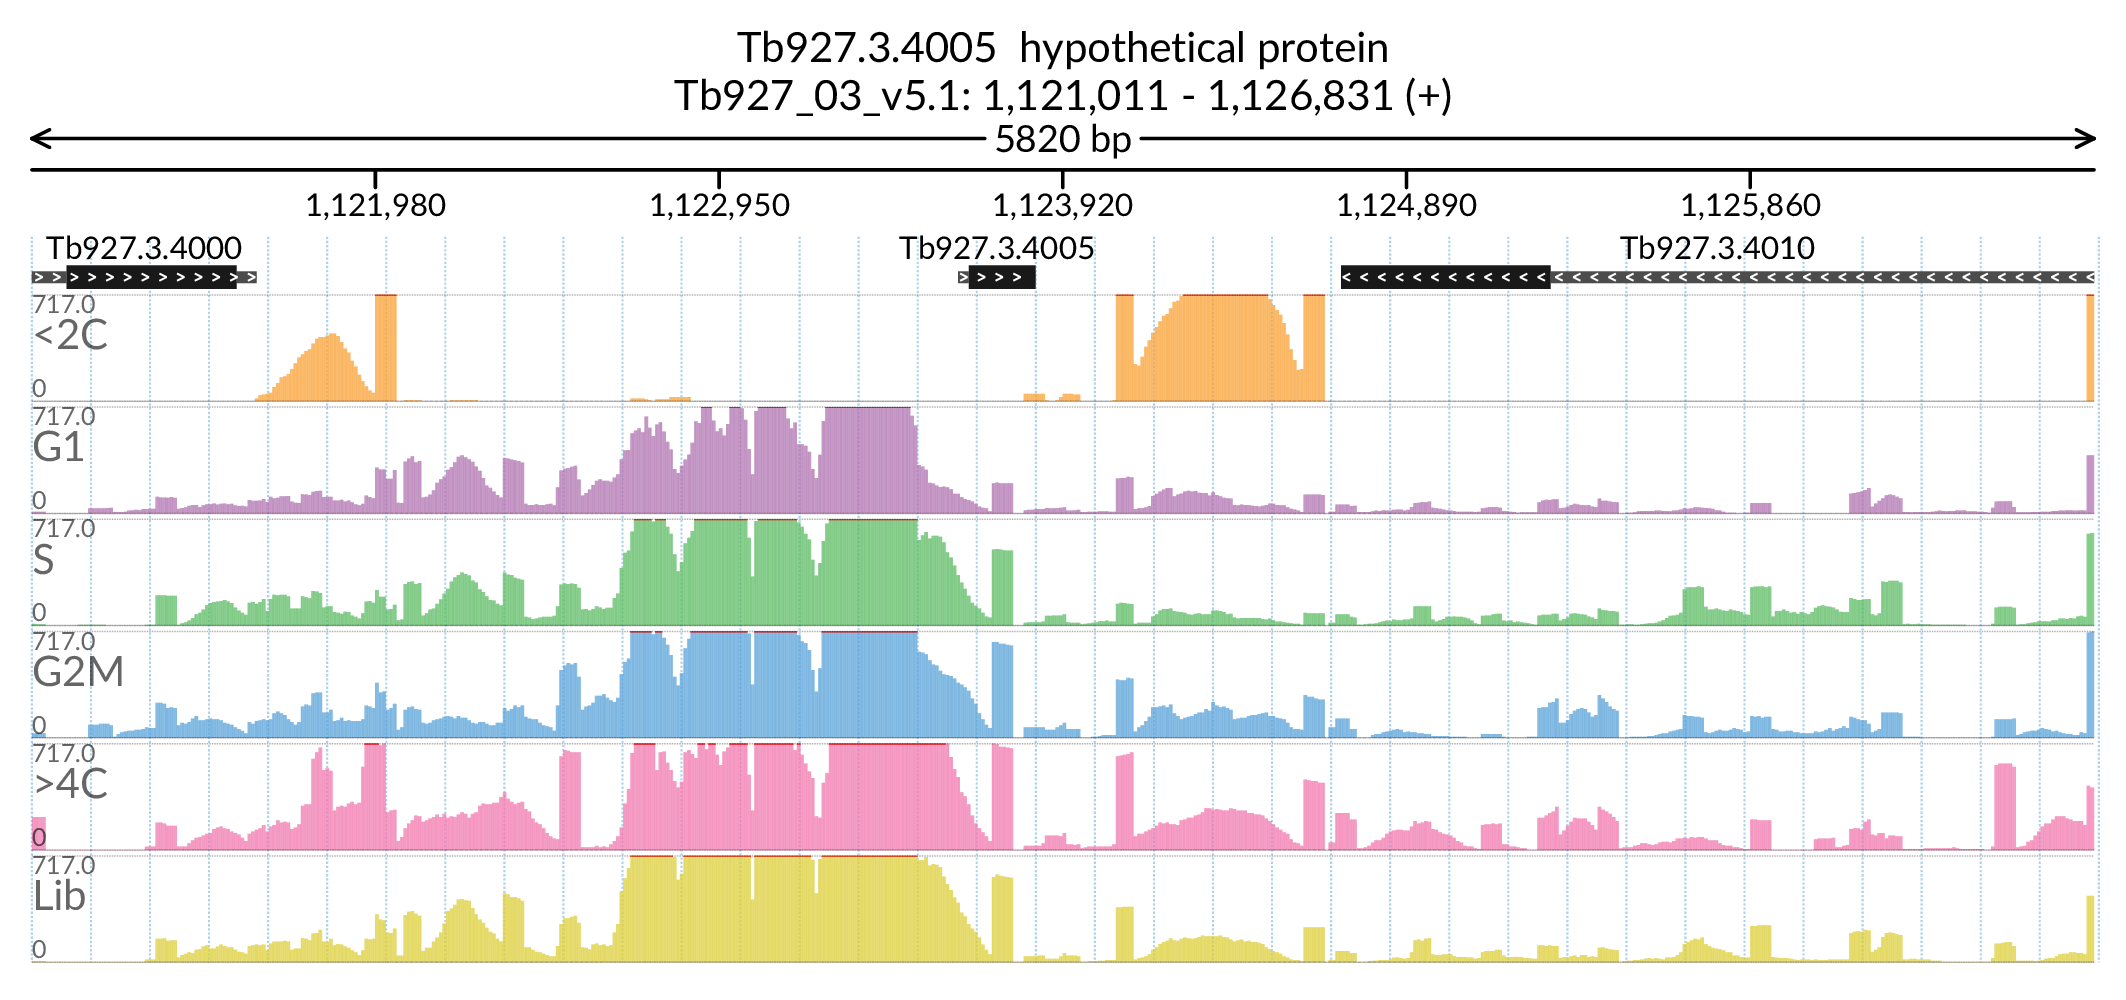 Tb927.3.4005 hypothetical protein
Tb927_03_v5.1: 1,121,011 - 1,126,831 (+)
5820 bp
1,121,980 1,122,950 1,123,920 1,124,890 1,125,860
Tb927.3.4000 Tb927.3.4005 Tb927.3.4010
717.0
<2C
0
717.0
G1
0
717.0
S
0
717.0
G2M
0
717.0
>4C
0
717.0
Lib
0